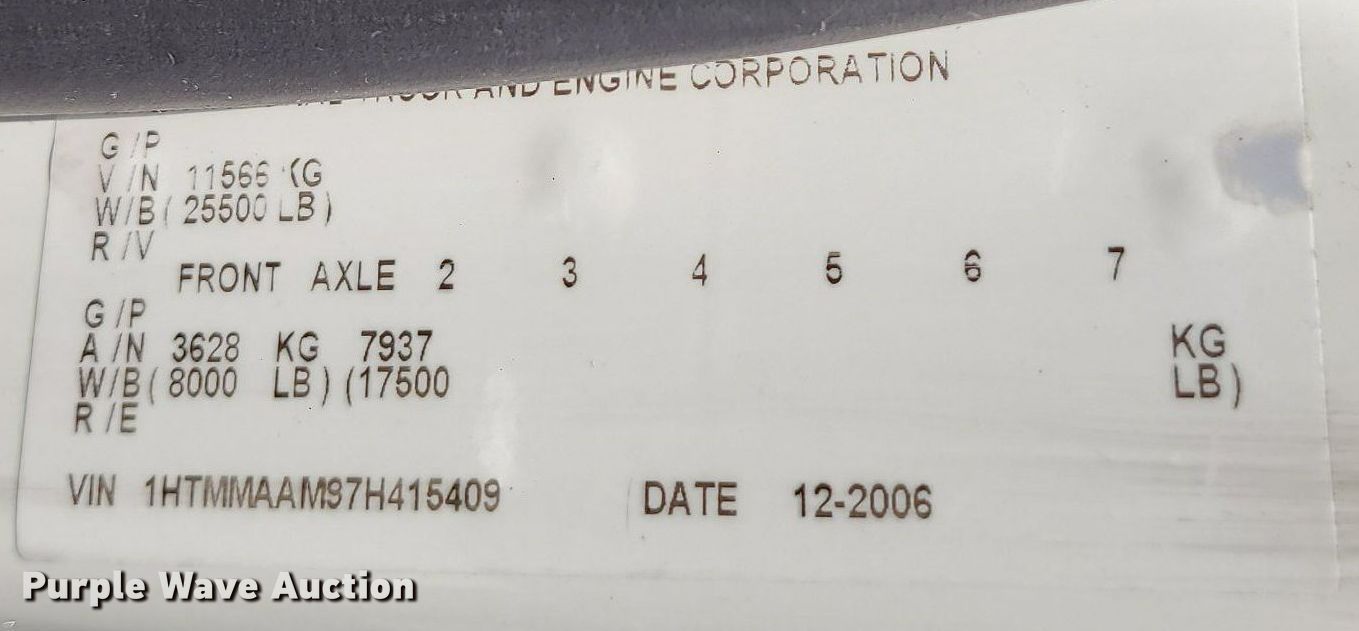 TRUCK AND ENGINE CORPORATION
G/P
V/N 11566 KG
W/B( 25500 LB)
R/V
FRONT AXLE 2 3 4 5 6 7
G/P
A/N 3628 KG 7937 KG
W/B( 8000 LB) (17500 LB)
R/E
VIN 1HTMMAAM97H415409 DATE 12-2006
Purple Wave Auction